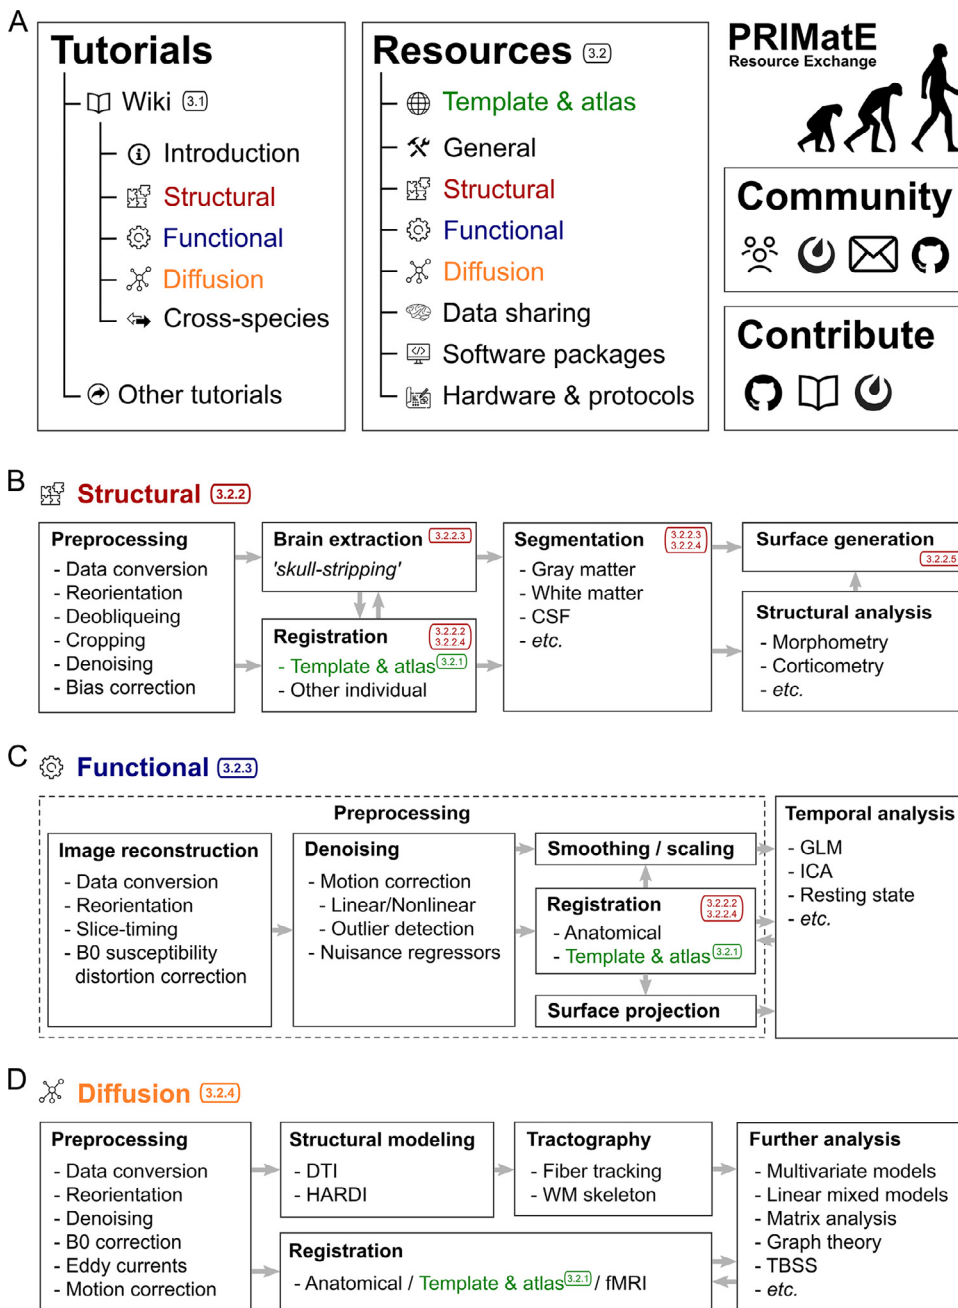 A
Tutorials
Wiki 3.1
Introduction
Structural
Functional
Diffusion
Cross-species
Other tutorials
Resources 3.2
Template & atlas
General
Structural
Functional
Diffusion
Data sharing
Software packages
Hardware & protocols
PRIMatE
Resource Exchange
Community
Contribute
B
Structural 3.2.2
Preprocessing
- Data conversion
- Reorientation
- Deobliqueing
- Cropping
- Denoising
- Bias correction
Brain extraction 3.2.2.3
'skull-stripping'
Registration 3.2.2.2
3.2.2.4
- Template & atlas 3.2.1
- Other individual
Segmentation 3.2.2.3
3.2.2.4
- Gray matter
- White matter
- CSF
- etc.
Surface generation
3.2.2.5
Structural analysis
- Morphometry
- Corticometry
- etc.
C
Functional 3.2.3
Preprocessing
Image reconstruction
- Data conversion
- Reorientation
- Slice-timing
- B0 susceptibility
distortion correction
Denoising
- Motion correction
- Linear/Nonlinear
- Outlier detection
- Nuisance regressors
Smoothing / scaling
Registration 3.2.2.2
3.2.2.4
- Anatomical
- Template & atlas 3.2.1
Surface projection
Temporal analysis
- GLM
- ICA
- Resting state
- etc.
D
Diffusion 3.2.4
Preprocessing
- Data conversion
- Reorientation
- Denoising
- B0 correction
- Eddy currents
- Motion correction
Structural modeling
- DTI
- HARDI
Tractography
- Fiber tracking
- WM skeleton
Registration
- Anatomical / Template & atlas 3.2.1 / fMRI
Further analysis
- Multivariate models
- Linear mixed models
- Matrix analysis
- Graph theory
- TBSS
- etc.